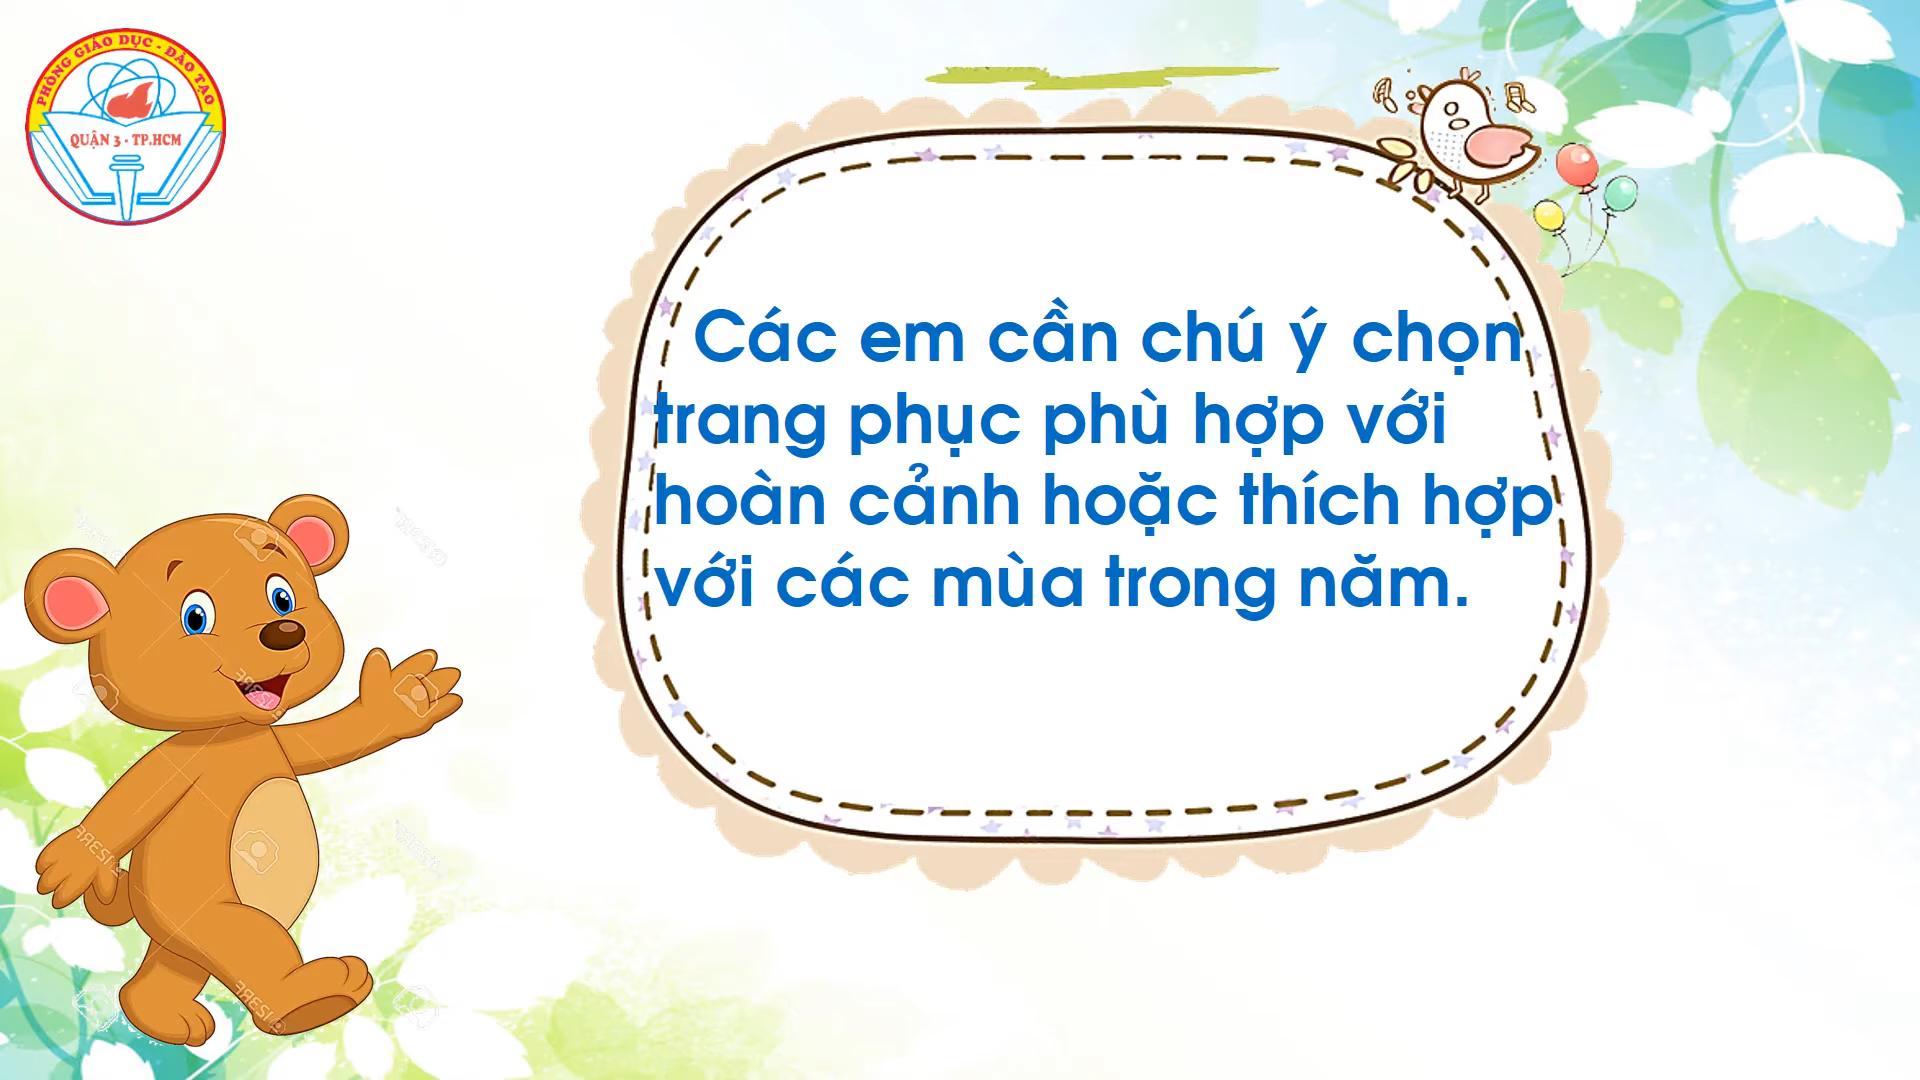 PHÒNG GIÁO DỤC - ĐÀO TẠO
QUẬN 3 - TP.HCM
Các em cần chú ý chọn
trang phục phù hợp với
hoàn cảnh hoặc thích hợp
với các mùa trong năm.